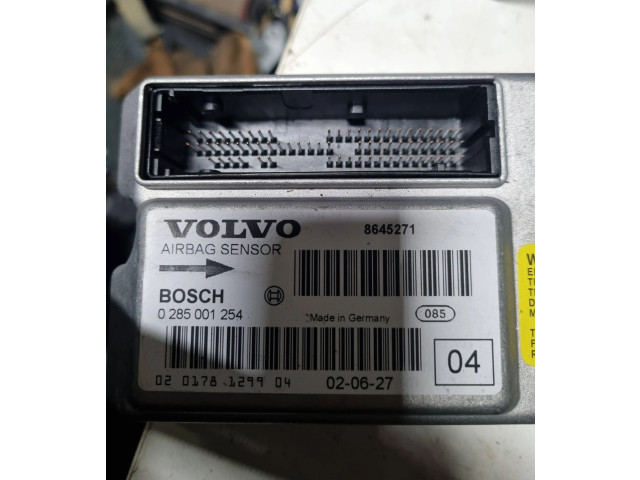 VOLVO 8645271
AIRBAG SENSOR
BOSCH
0 285 001 254 Made in Germany 085
04
02 0178 1299 04 02-06-27